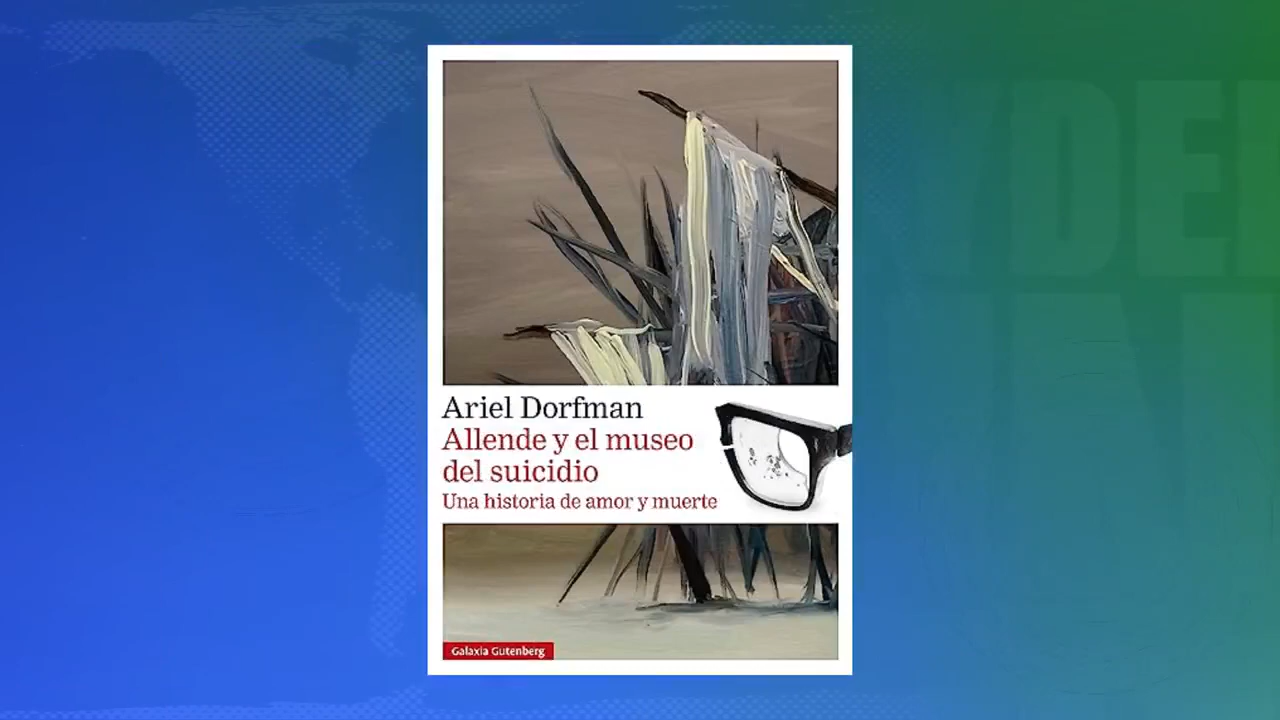 Ariel Dorfman
Allende y el museo
del suicidio
Una historia de amor y muerte
Galaxia Gutenberg